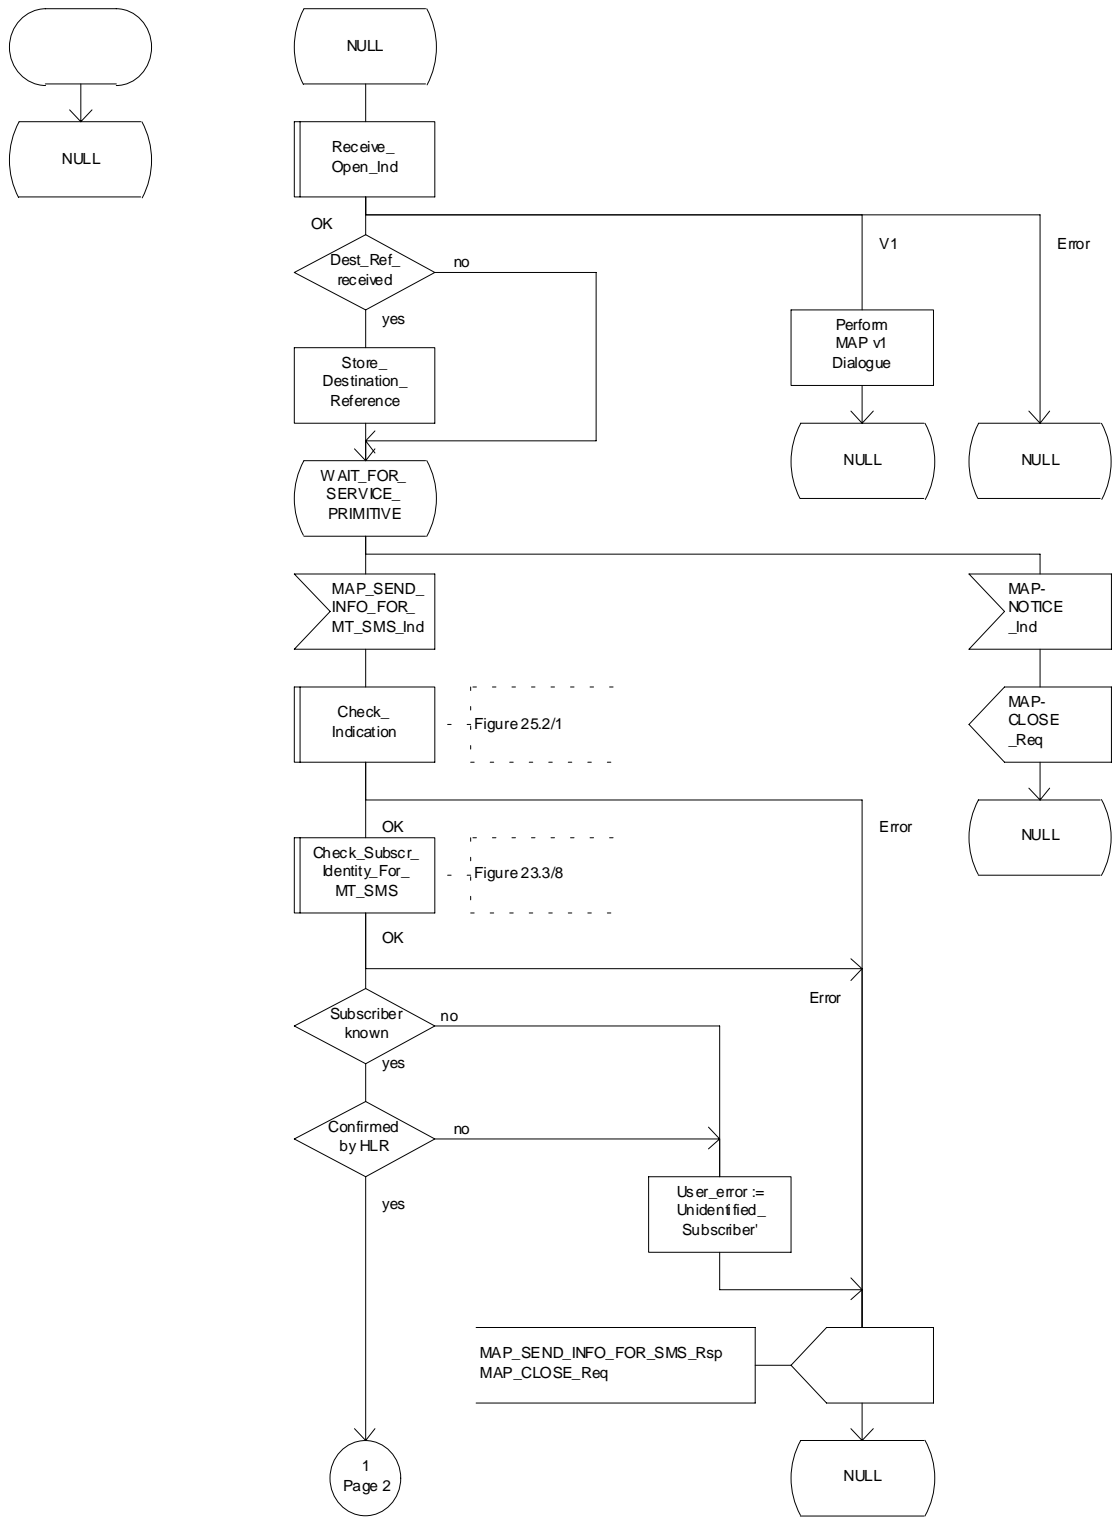 NULL
NULL
Receive_
Open_Ind
OK
V1
Error
Dest_Ref_
received
no
yes
Perform
MAP v1
Dialogue
Store_
Destination_
Reference
NULL
NULL
WAIT_FOR_
SERVICE_
PRIMITIVE
MAP_SEND_
INFO_FOR_
MT_SMS_Ind
MAP-
NOTICE
_Ind
Check_
Indication
Figure 25.2/1
MAP-
CLOSE
_Req
OK
Error
NULL
Check_Subscr_
Identity_For_
MT_SMS
Figure 23.3/8
OK
Error
Subscriber
known
no
yes
Confirmed
by HLR
no
yes
User_error :=
Unidentified_
Subscriber'
MAP_SEND_INFO_FOR_SMS_Rsp
MAP_CLOSE_Req
1
Page 2
NULL